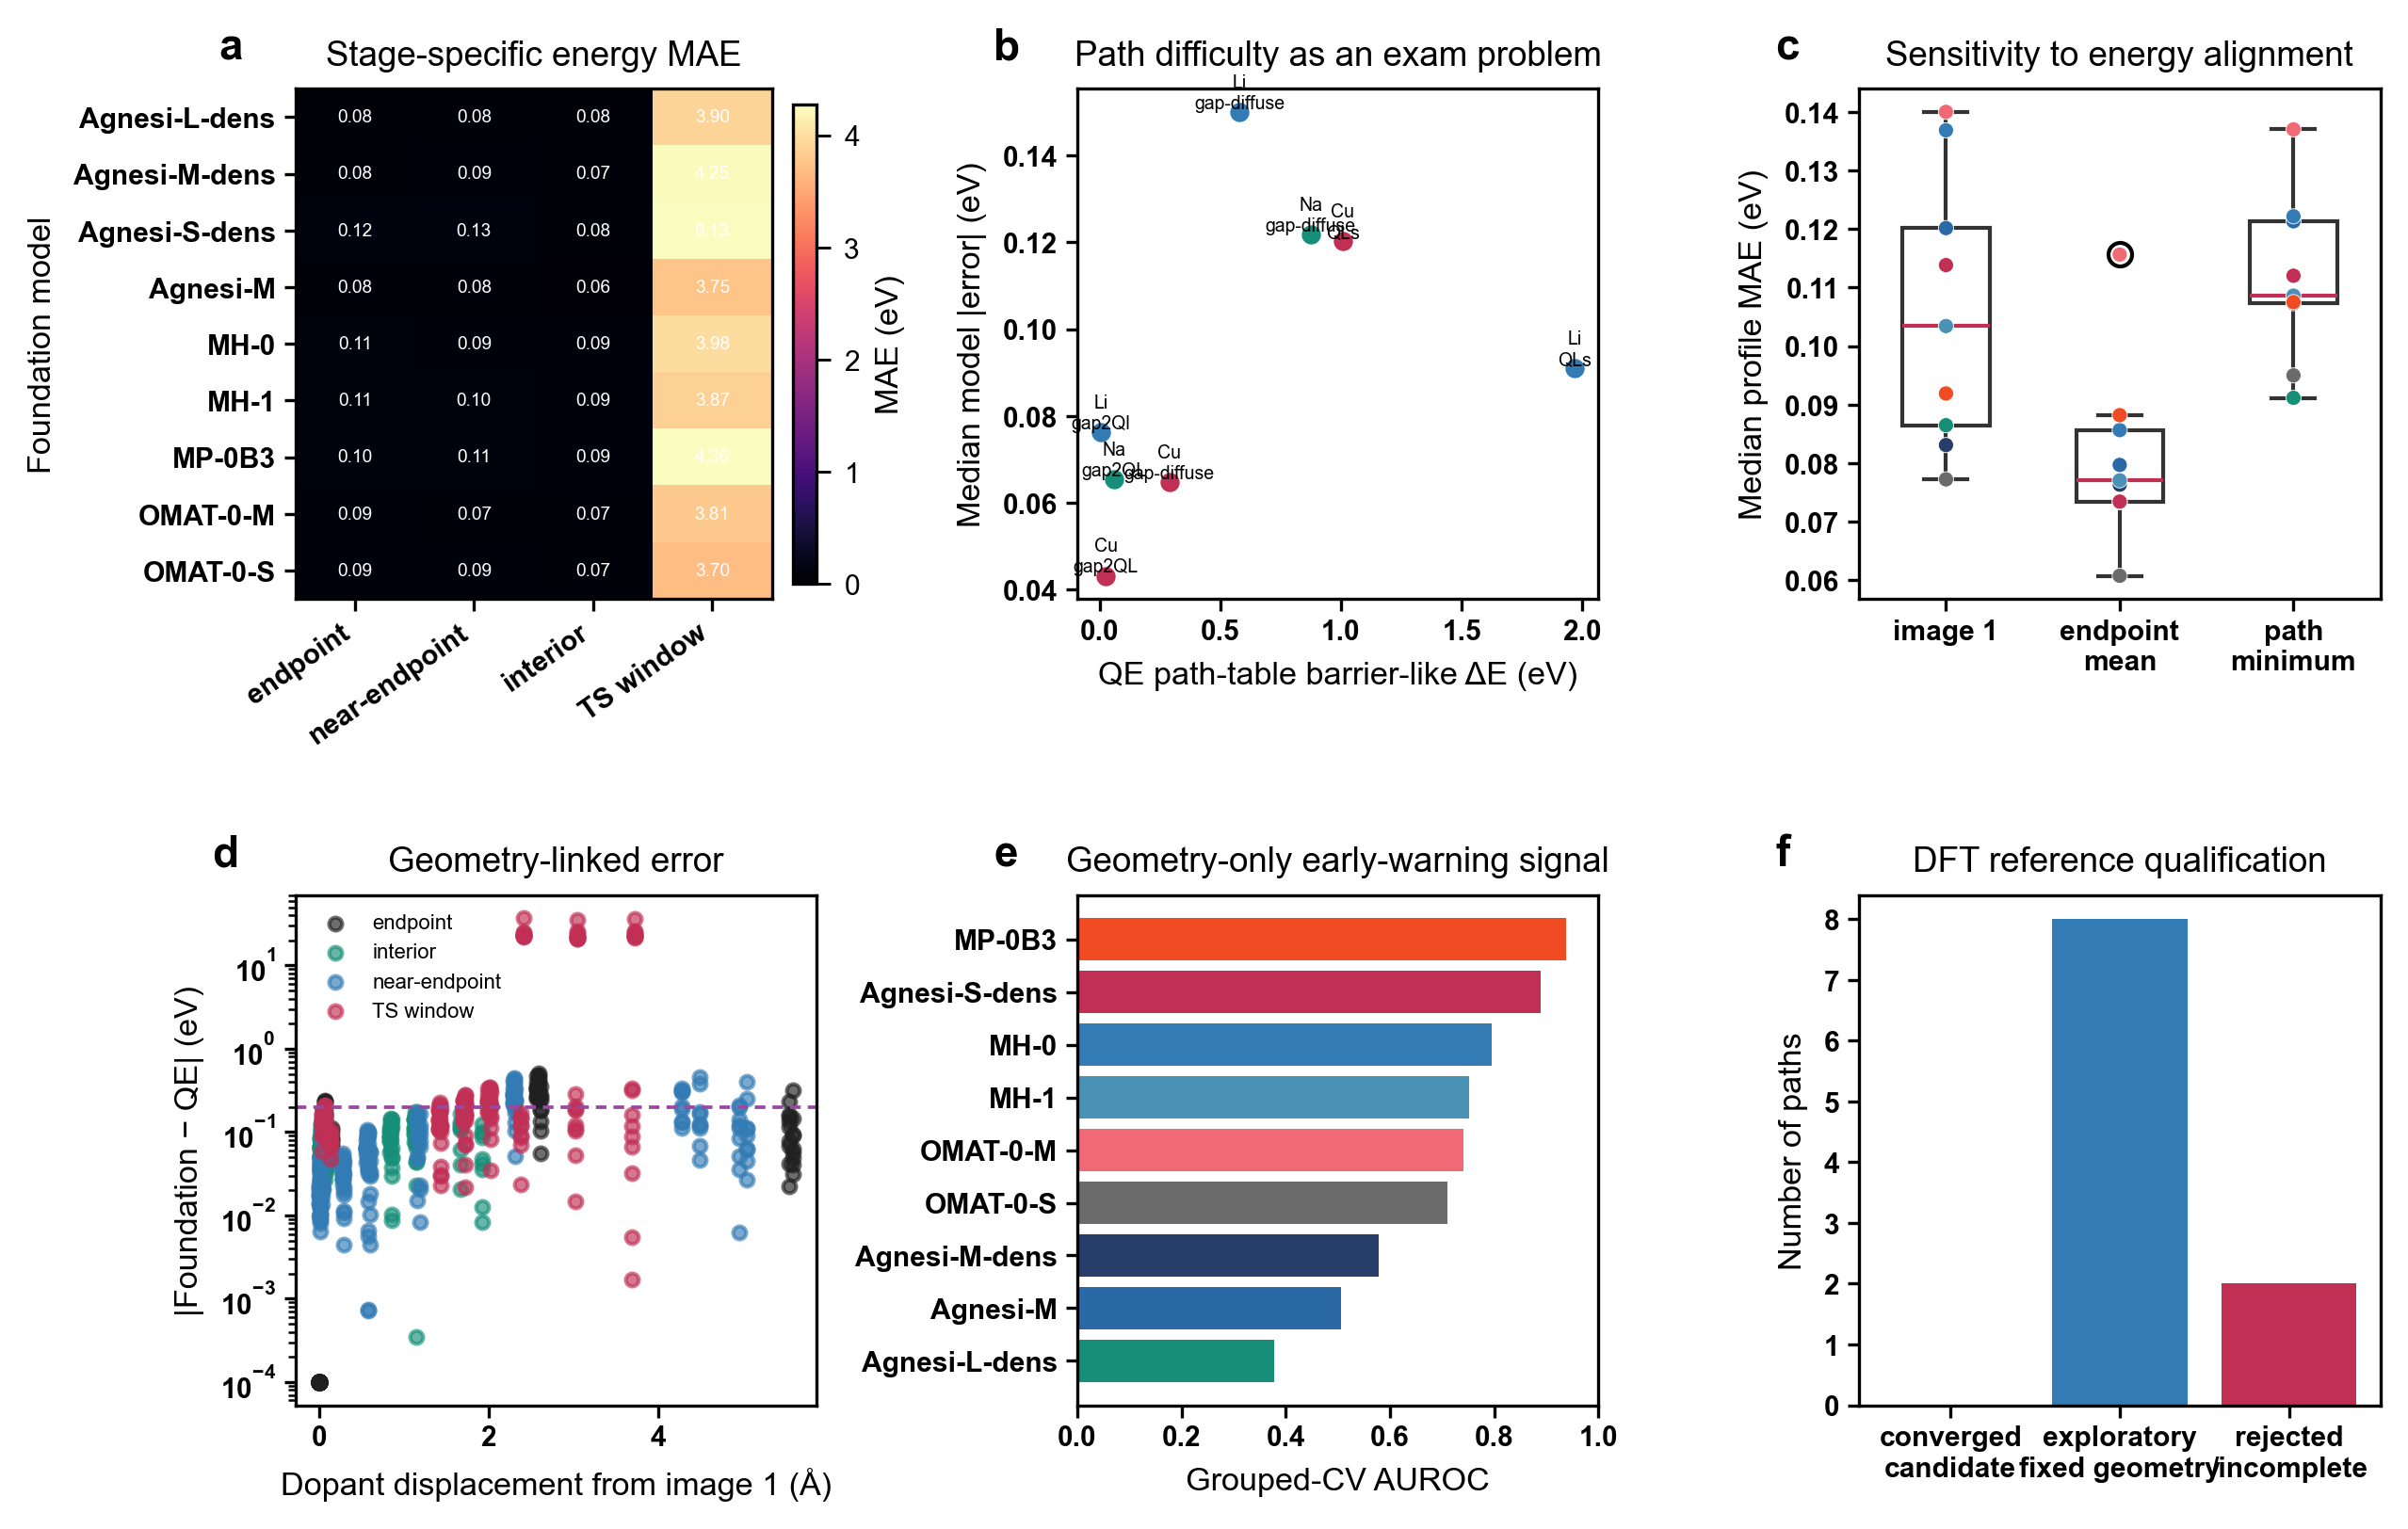 a
Stage-specific energy MAE
Foundation model
Agnesi-L-dens
0.08 0.08 0.08 3.90
Agnesi-M-dens
0.08 0.09 0.07 4.25
Agnesi-S-dens
0.12 0.13 0.08 6.13
Agnesi-M
0.08 0.08 0.06 3.75
MH-0
0.11 0.09 0.09 3.98
MH-1
0.11 0.10 0.09 3.87
MP-0B3
0.10 0.11 0.09 4.36
OMAT-0-M
0.09 0.07 0.07 3.81
OMAT-0-S
0.09 0.09 0.07 3.70
endpoint
near-endpoint
interior
TS window
4
3
2
1
0
MAE (eV)
b
Path difficulty as an exam problem
Median model |error| (eV)
0.14
0.12
0.10
0.08
0.06
0.04
Li
gap-diffuse
Na
gap-diffuse
Cu
QLs
Li
QLs
Li
gap2Ql
Na
gap2QL
Cu
gap-diffuse
Cu
gap2QL
0.0 0.5 1.0 1.5 2.0
QE path-table barrier-like ΔE (eV)
c
Sensitivity to energy alignment
Median profile MAE (eV)
0.14
0.13
0.12
0.11
0.10
0.09
0.08
0.07
0.06
image 1
endpoint
mean
path
minimum
d
Geometry-linked error
|Foundation − QE| (eV)
10¹
10⁰
10⁻¹
10⁻²
10⁻³
10⁻⁴
endpoint
interior
near-endpoint
TS window
0 2 4
Dopant displacement from image 1 (Å)
e
Geometry-only early-warning signal
MP-0B3
Agnesi-S-dens
MH-0
MH-1
OMAT-0-M
OMAT-0-S
Agnesi-M-dens
Agnesi-M
Agnesi-L-dens
0.0 0.2 0.4 0.6 0.8 1.0
Grouped-CV AUROC
f
DFT reference qualification
Number of paths
8
7
6
5
4
3
2
1
0
converged
candidate
exploratory
fixed geometry
rejected
/incomplete